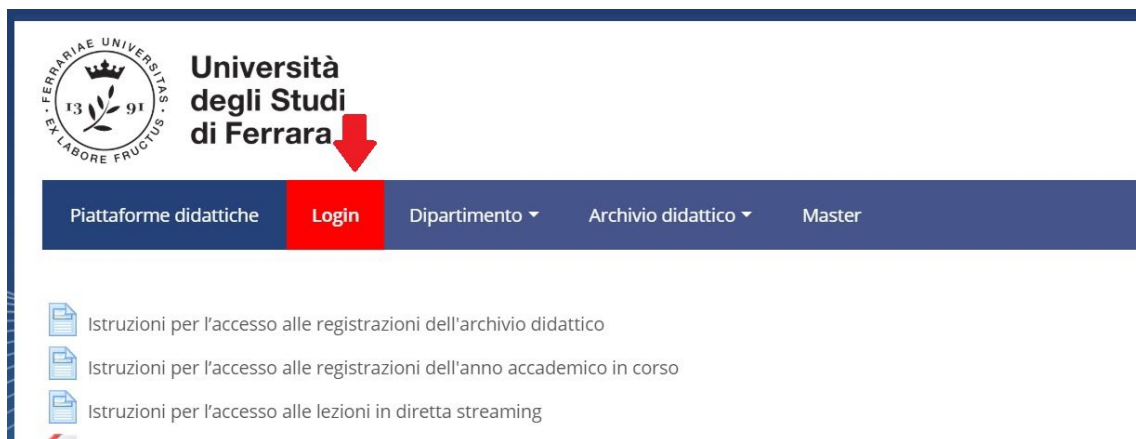 FERRARIAE UNIVERSITAS · EX LABORE FRUCTUS ·
13 91
Università
degli Studi
di Ferrara
Piattaforme didattiche Login Dipartimento Archivio didattico Master
Istruzioni per l’accesso alle registrazioni dell'archivio didattico
Istruzioni per l’accesso alle registrazioni dell'anno accademico in corso
Istruzioni per l’accesso alle lezioni in diretta streaming